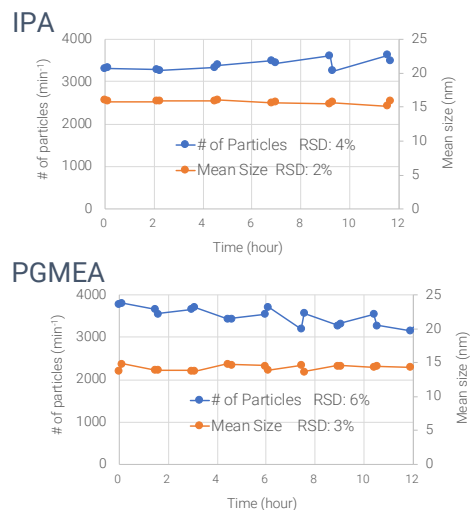 IPA
4000
3000
2000
1000
0
# of particles (min⁻¹)
25
20
15
10
5
0
Mean size (nm)
# of Particles RSD: 4%
Mean Size RSD: 2%
0 2 4 6 8 10 12
Time (hour)
PGMEA
4000
3000
2000
1000
0
# of particles (min⁻¹)
25
20
15
10
5
0
Mean size (nm)
# of Particles RSD: 6%
Mean Size RSD: 3%
0 2 4 6 8 10 12
Time (hour)